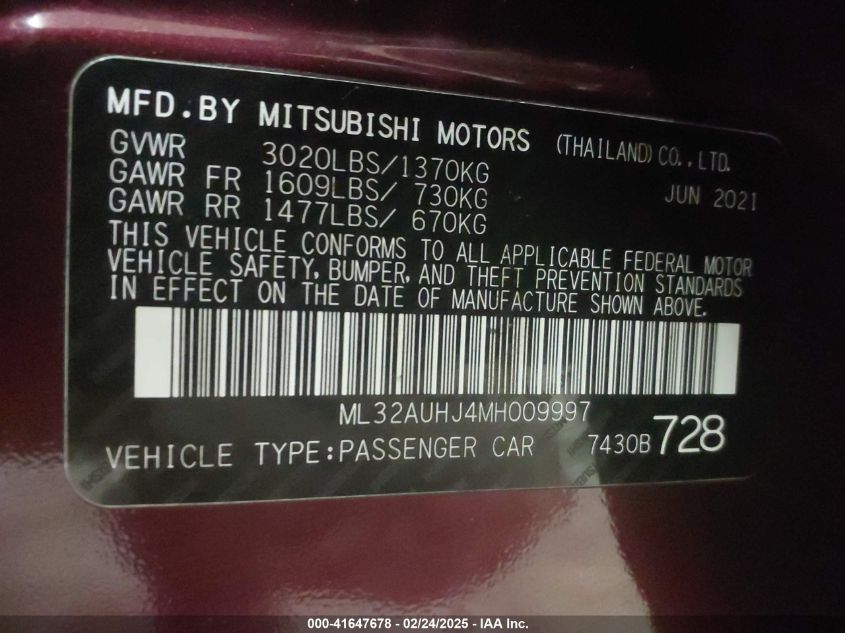 MFD.BY MITSUBISHI MOTORS (THAILAND) CO., LTD.
GVWR 3020LBS/1370KG JUN 2021
GAWR FR 1609LBS/ 730KG
GAWR RR 1477LBS/ 670KG
THIS VEHICLE CONFORMS TO ALL APPLICABLE FEDERAL MOTOR
VEHICLE SAFETY, BUMPER, AND THEFT PREVENTION STANDARDS
IN EFFECT ON THE DATE OF MANUFACTURE SHOWN ABOVE.
ML32AUHJ4MH009997
VEHICLE TYPE:PASSENGER CAR 7430B 728
000-41647678 - 02/24/2025 - IAA Inc.